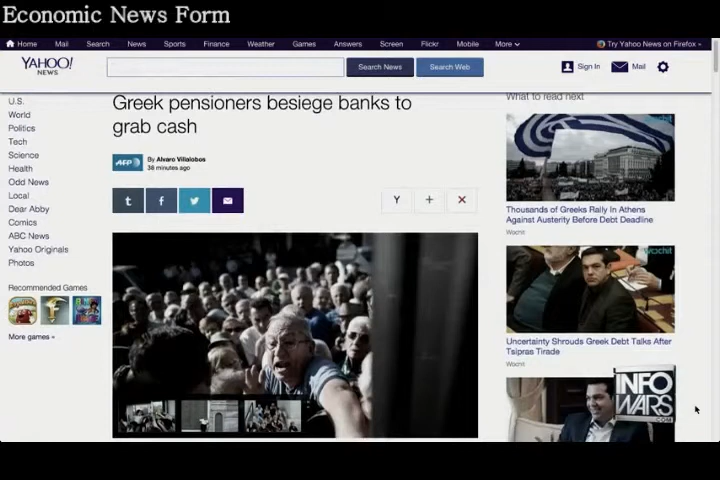 Economic News Form
Home Mail Search News Sports Finance Weather Games Answers Screen Flickr Mobile More Try Yahoo News on Firefox »
YAHOO!
NEWS
Search News Search Web Sign In Mail
U.S.
World
Politics
Tech
Science
Health
Odd News
Local
Dear Abby
Comics
ABC News
Yahoo Originals
Photos
Recommended Games
More games »
Greek pensioners besiege banks to
grab cash
AFP
By Alvaro Villalobos
38 minutes ago
t f Y + X
What to read next
wochit
Thousands of Greeks Rally In Athens
Against Austerity Before Debt Deadline
Wochit
wochit
Uncertainty Shrouds Greek Debt Talks After
Tsipras Tirade
Wochit
INFO
WARS
.COM